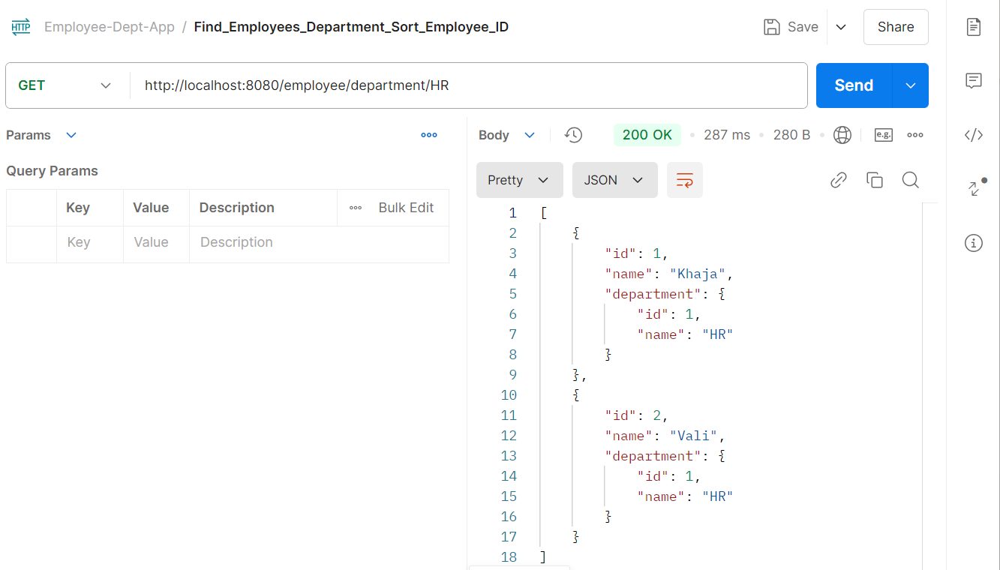 HTTP Employee-Dept-App / Find_Employees_Department_Sort_Employee_ID Save Share
GET http://localhost:8080/employee/department/HR Send
Params
Query Params
Key Value Description Bulk Edit
Key Value Description
Body 200 OK 287 ms 280 B e.g.
Pretty JSON
1 [
2 {
3 "id": 1,
4 "name": "Khaja",
5 "department": {
6 "id": 1,
7 "name": "HR"
8 }
9 },
10 {
11 "id": 2,
12 "name": "Vali",
13 "department": {
14 "id": 1,
15 "name": "HR"
16 }
17 }
18 ]